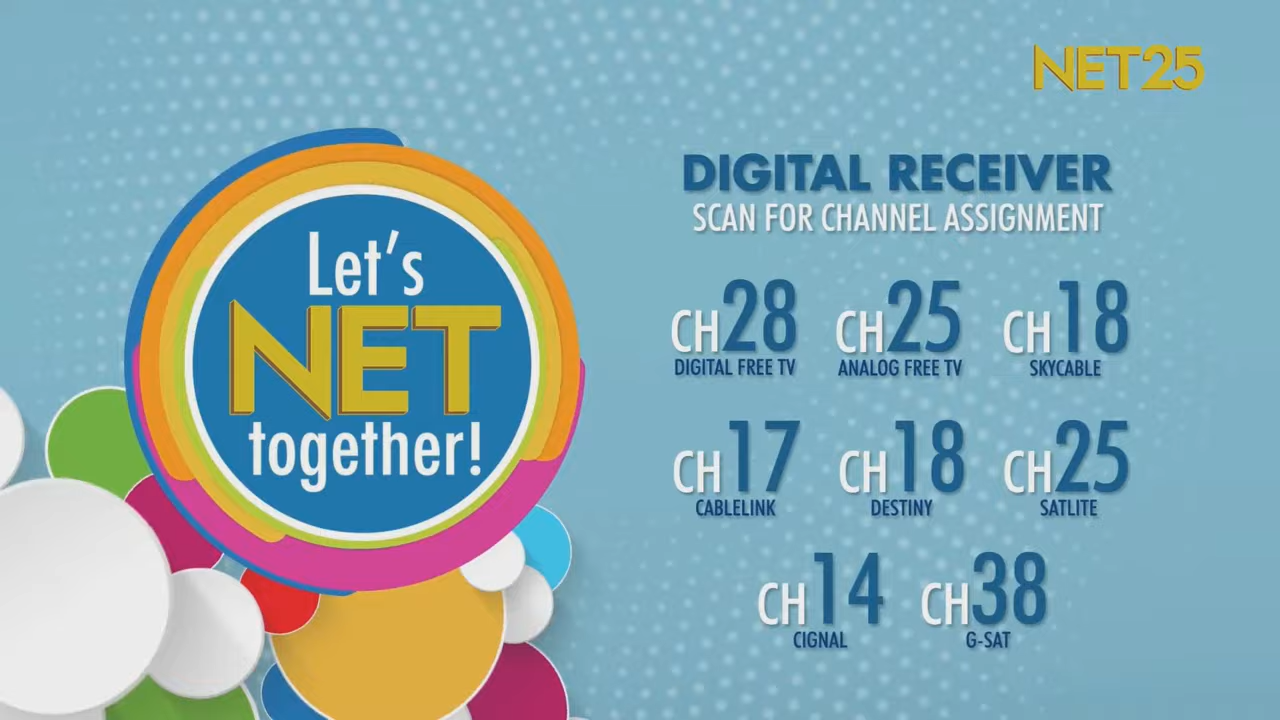 NET25
Let's
NET
together!
DIGITAL RECEIVER
SCAN FOR CHANNEL ASSIGNMENT
CH28 CH25 CH18
DIGITAL FREE TV ANALOG FREE TV SKYCABLE
CH17 CH18 CH25
CABLELINK DESTINY SATLITE
CH14 CH38
CIGNAL G-SAT